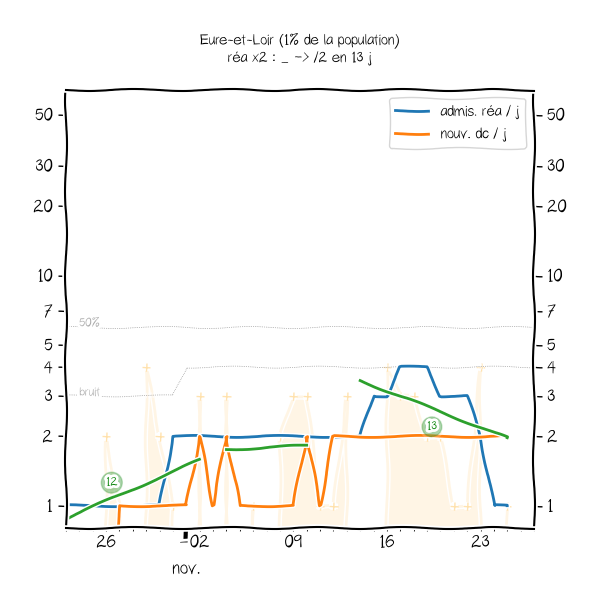 Eure-et-Loir (1% de la population)
réa x2 : _ -> /2 en 13 j
admis. réa / j
nouv. dc / j
50 50
30 30
20 20
10 10
7 7
50%
5 5
4 4
bruit
3 3
2 2
13
12
1 1
26 02 09 16 23
nov.